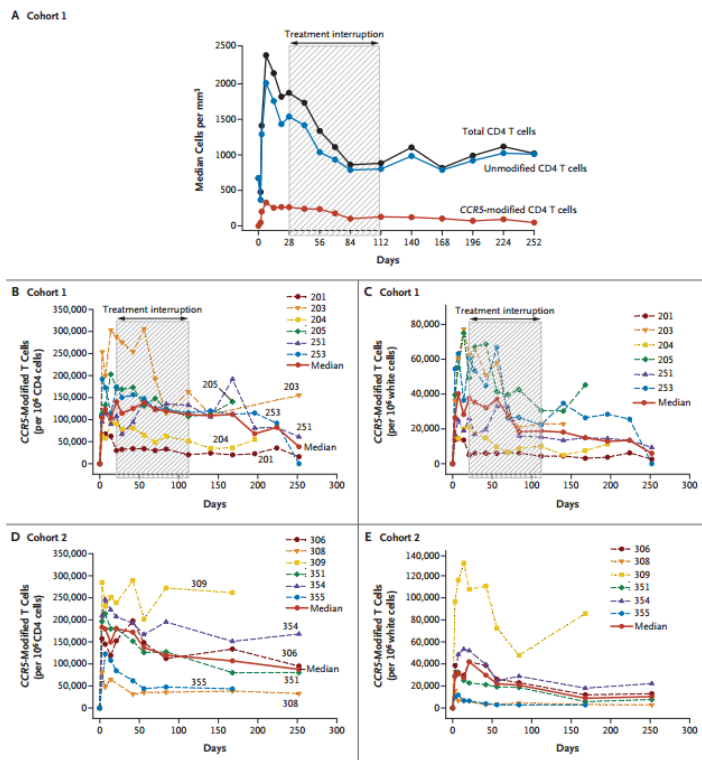 A Cohort 1
Treatment interruption
2500
2000
1500
1000
500
0
Median Cells per mm³
Total CD4 T cells
Unmodified CD4 T cells
CCR5-modified CD4 T cells
0 28 56 84 112 140 168 196 224 252
Days
B Cohort 1
Treatment interruption
350,000
300,000
250,000
200,000
150,000
100,000
50,000
0
CCR5-Modified T Cells
(per 10⁶ CD4 cells)
201
203
204
205
251
253
Median
205
203
253
251
204
Median
201
0 50 100 150 200 250 300
Days
C Cohort 1
Treatment interruption
80,000
60,000
40,000
20,000
0
CCR5-Modified T Cells
(per 10⁶ white cells)
201
203
204
205
251
253
Median
0 50 100 150 200 250 300
Days
D Cohort 2
350,000
300,000
250,000
200,000
150,000
100,000
50,000
0
CCR5-Modified T Cells
(per 10⁶ CD4 cells)
306
308
309
351
354
355
Median
309
354
306
Median
351
355
308
0 50 100 150 200 250 300
Days
E Cohort 2
140,000
120,000
100,000
80,000
60,000
40,000
20,000
0
CCR5-Modified T Cells
(per 10⁶ white cells)
306
308
309
351
354
355
Median
0 50 100 150 200 250 300
Days